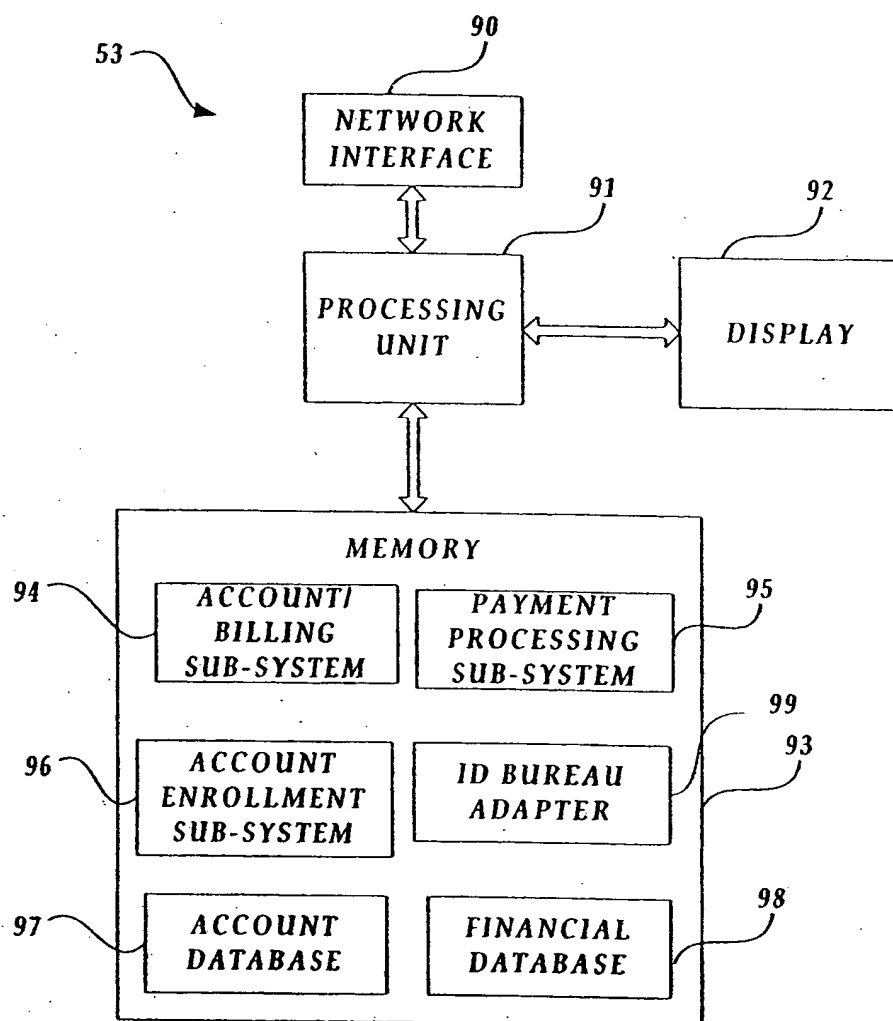 90
53
NETWORK
INTERFACE
91
92
PROCESSING
UNIT
DISPLAY
MEMORY
94
ACCOUNT/
BILLING
SUB-SYSTEM
PAYMENT
PROCESSING
SUB-SYSTEM
95
99
93
96
ACCOUNT
ENROLLMENT
SUB-SYSTEM
ID BUREAU
ADAPTER
97
ACCOUNT
DATABASE
FINANCIAL
DATABASE
98